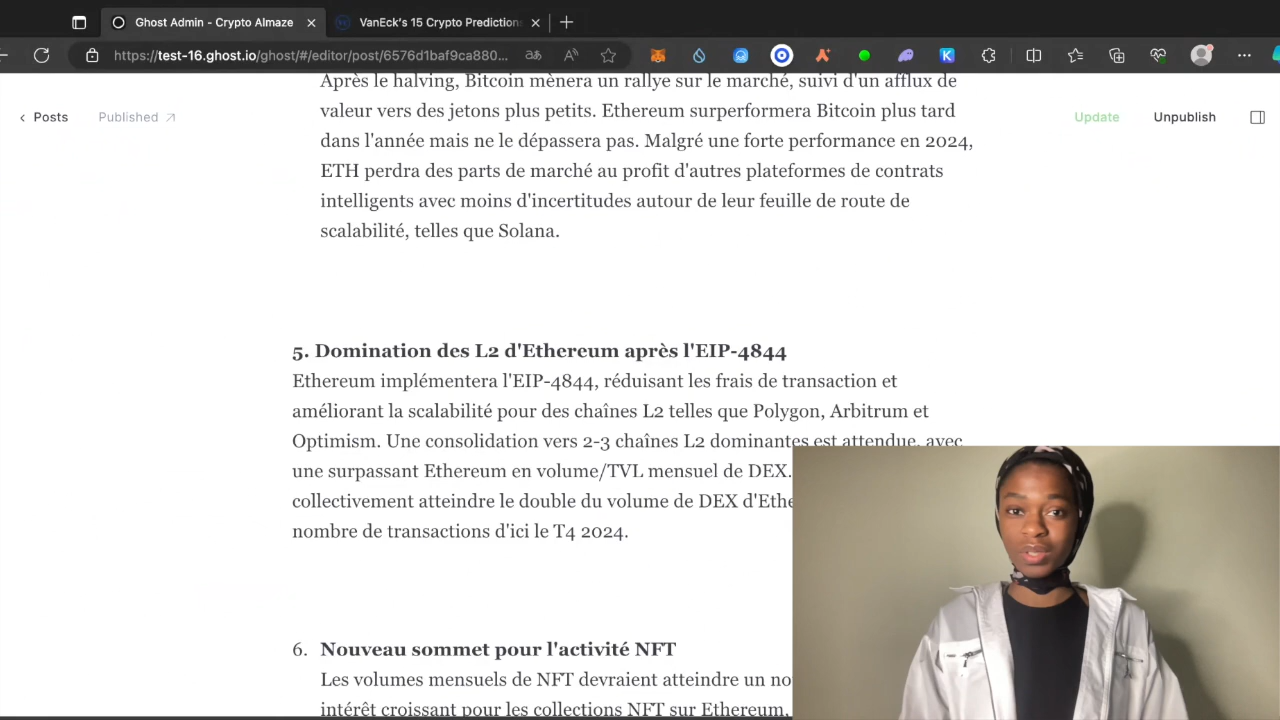 Ghost Admin - Crypto Almaze
VanEck's 15 Crypto Predictions
https://test-16.ghost.io/ghost/#/editor/post/6576d1baf9ca880...
Posts
Published
Update
Unpublish
Après le halving, Bitcoin mènera un rallye sur le marché, suivi d'un afflux de
valeur vers des jetons plus petits. Ethereum surperformera Bitcoin plus tard
dans l'année mais ne le dépassera pas. Malgré une forte performance en 2024,
ETH perdra des parts de marché au profit d'autres plateformes de contrats
intelligents avec moins d'incertitudes autour de leur feuille de route de
scalabilité, telles que Solana.
5. Domination des L2 d'Ethereum après l'EIP-4844
Ethereum implémentera l'EIP-4844, réduisant les frais de transaction et
améliorant la scalabilité pour des chaînes L2 telles que Polygon, Arbitrum et
Optimism. Une consolidation vers 2-3 chaînes L2 dominantes est attendue, avec
une surpassant Ethereum en volume/TVL mensuel de DEX.
collectivement atteindre le double du volume de DEX d'Ethe
nombre de transactions d'ici le T4 2024.
6. Nouveau sommet pour l'activité NFT
Les volumes mensuels de NFT devraient atteindre un no
intérêt croissant pour les collections NFT sur Ethereum,